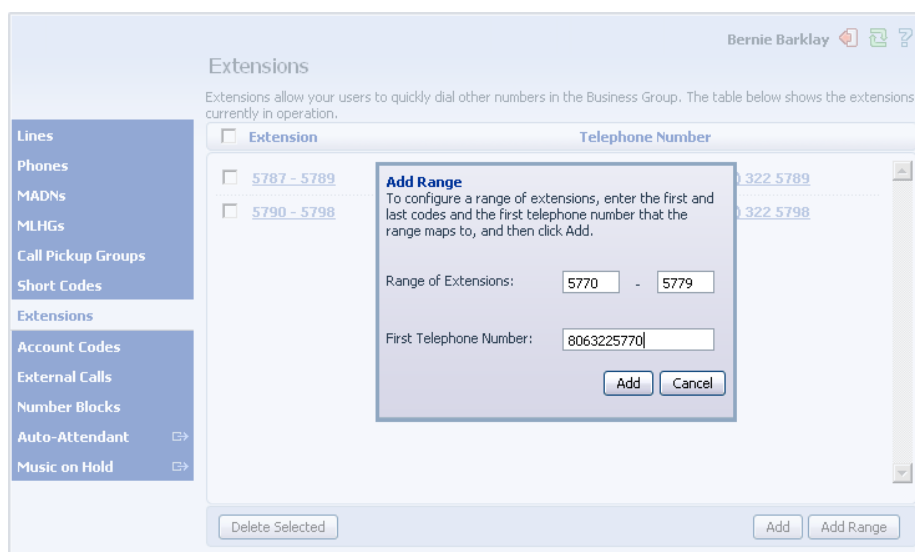 Bernie Barklay
Extensions
Extensions allow your users to quickly dial other numbers in the Business Group. The table below shows the extensions
currently in operation.
Lines
Phones
MADNs
MLHGs
Call Pickup Groups
Short Codes
Extensions
Account Codes
External Calls
Number Blocks
Auto-Attendant
Music on Hold
Extension Telephone Number
5787 - 5789 ) 322 5789
5790 - 5798 ) 322 5798
Add Range
To configure a range of extensions, enter the first and
last codes and the first telephone number that the
range maps to, and then click Add.
Range of Extensions: 5770 - 5779
First Telephone Number: 8063225770
Add Cancel
Delete Selected Add Add Range